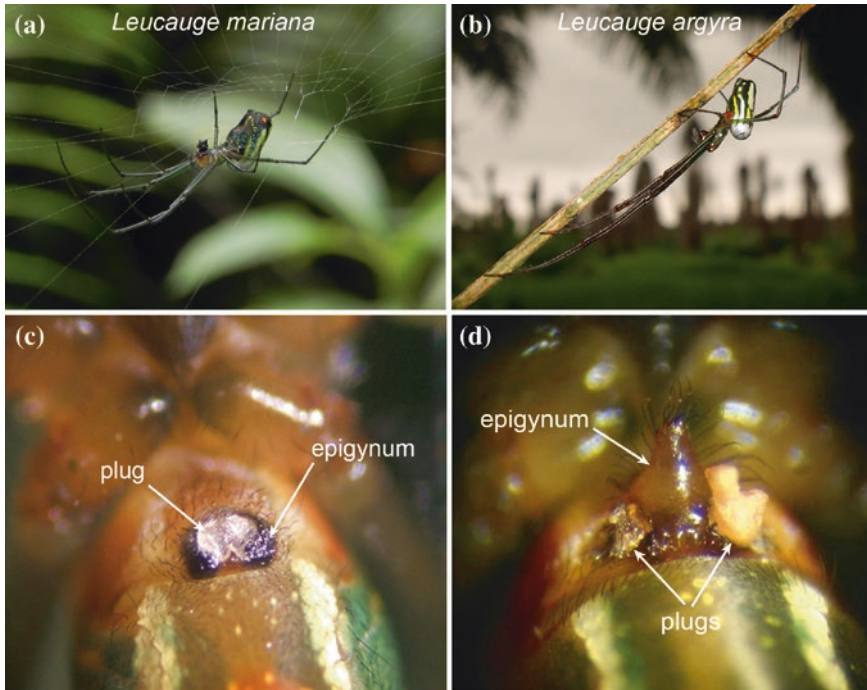 (a) Leucauge mariana
(b) Leucauge argyra
(c)
plug
epigynum
(d)
epigynum
plugs